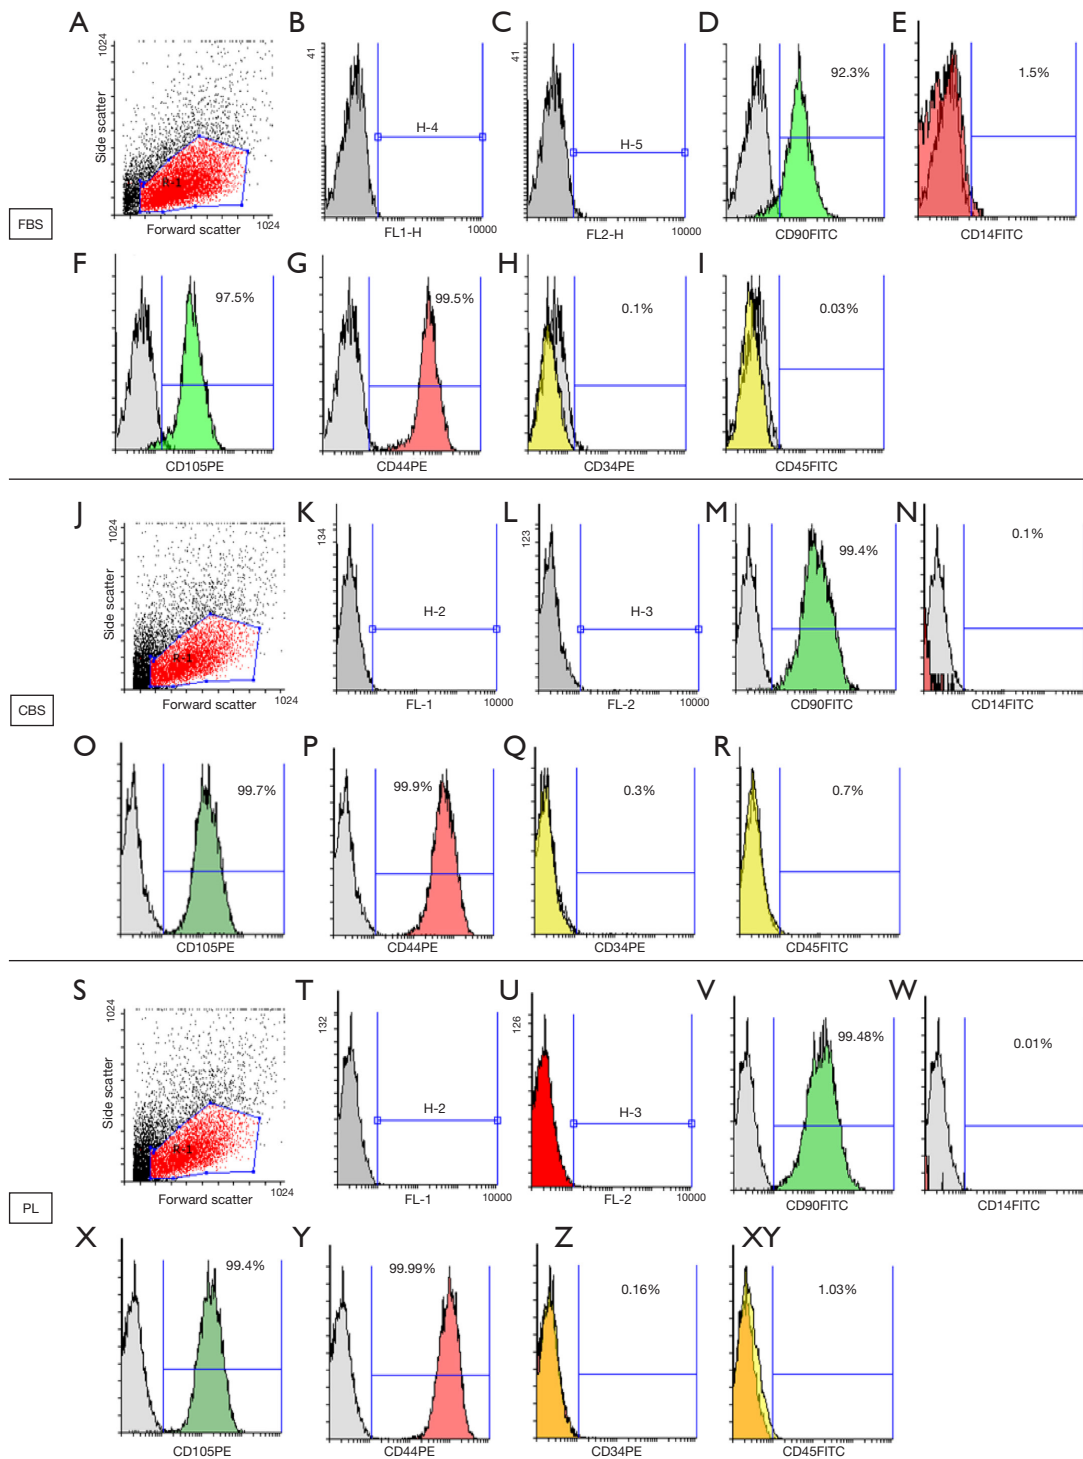 A
1024
Side scatter
R-1
Forward scatter
1024
B
41
H-4
FL1-H
10000
C
41
H-5
FL2-H
10000
D
92.3%
CD90FITC
E
1.5%
CD14FITC
FBS
F
97.5%
CD105PE
G
99.5%
CD44PE
H
0.1%
CD34PE
I
0.03%
CD45FITC
J
1024
Side scatter
R-1
Forward scatter
1024
K
134
H-2
FL-1
10000
L
123
H-3
FL-2
10000
M
99.4%
CD90FITC
N
0.1%
CD14FITC
CBS
O
99.7%
CD105PE
P
99.9%
CD44PE
Q
0.3%
CD34PE
R
0.7%
CD45FITC
S
1024
Side scatter
R-1
Forward scatter
1024
T
132
H-2
FL-1
10000
U
126
H-3
FL-2
10000
V
99.48%
CD90FITC
W
0.01%
CD14FITC
PL
X
99.4%
CD105PE
Y
99.99%
CD44PE
Z
0.16%
CD34PE
XY
1.03%
CD45FITC